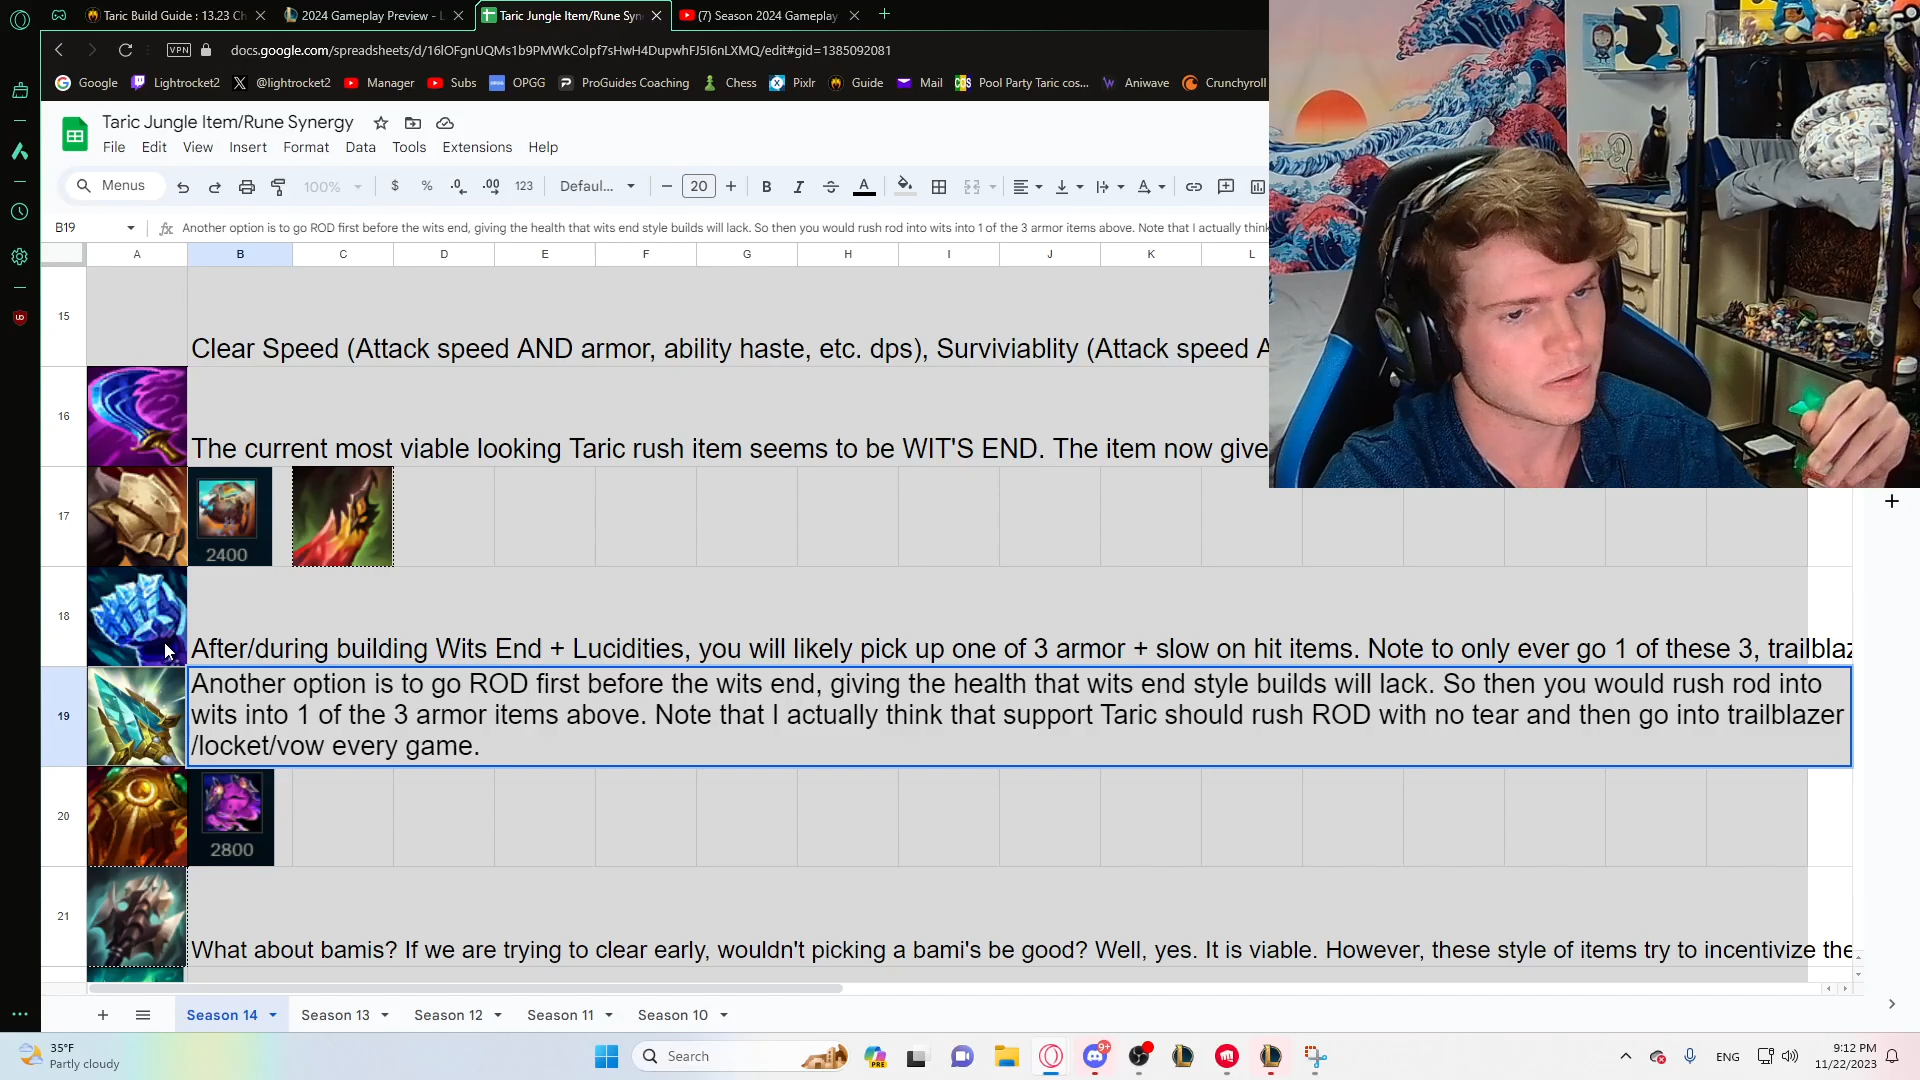 Taric Build Guide : 13.23 Ch
2024 Gameplay Preview - L
Taric Jungle Item/Rune Syn
(7) Season 2024 Gameplay
VPN
docs.google.com/spreadsheets/d/16lOFgnUQMs1b9PMWkColpf7sHwH4DupwhFJ5I6nLXMQ/edit#gid=1385092081
Google Lightrocket2 @lightrocket2 Manager Subs OPGG ProGuides Coaching Chess Pixlr Guide Mail Pool Party Taric cos... Aniwave Crunchyroll
Taric Jungle Item/Rune Synergy
File Edit View Insert Format Data Tools Extensions Help
Menus 100% $ % .0 .00 123 Defaul... 20 B I A
B19 fx Another option is to go ROD first before the wits end, giving the health that wits end style builds will lack. So then you would rush rod into wits into 1 of the 3 armor items above. Note that I actually think
A B C D E F G H I J K L
15 Clear Speed (Attack speed AND armor, ability haste, etc. dps), Surviviablity (Attack speed A
16 The current most viable looking Taric rush item seems to be WIT'S END. The item now give
17 2400
18 After/during building Wits End + Lucidities, you will likely pick up one of 3 armor + slow on hit items. Note to only ever go 1 of these 3, trailblaz
19 Another option is to go ROD first before the wits end, giving the health that wits end style builds will lack. So then you would rush rod into
wits into 1 of the 3 armor items above. Note that I actually think that support Taric should rush ROD with no tear and then go into trailblazer
/locket/vow every game.
20 2800
21 What about bamis? If we are trying to clear early, wouldn't picking a bami's be good? Well, yes. It is viable. However, these style of items try to incentivize the
Season 14 Season 13 Season 12 Season 11 Season 10
35°F
Partly cloudy
Search
PRE
9+
ENG
9:12 PM
11/22/2023